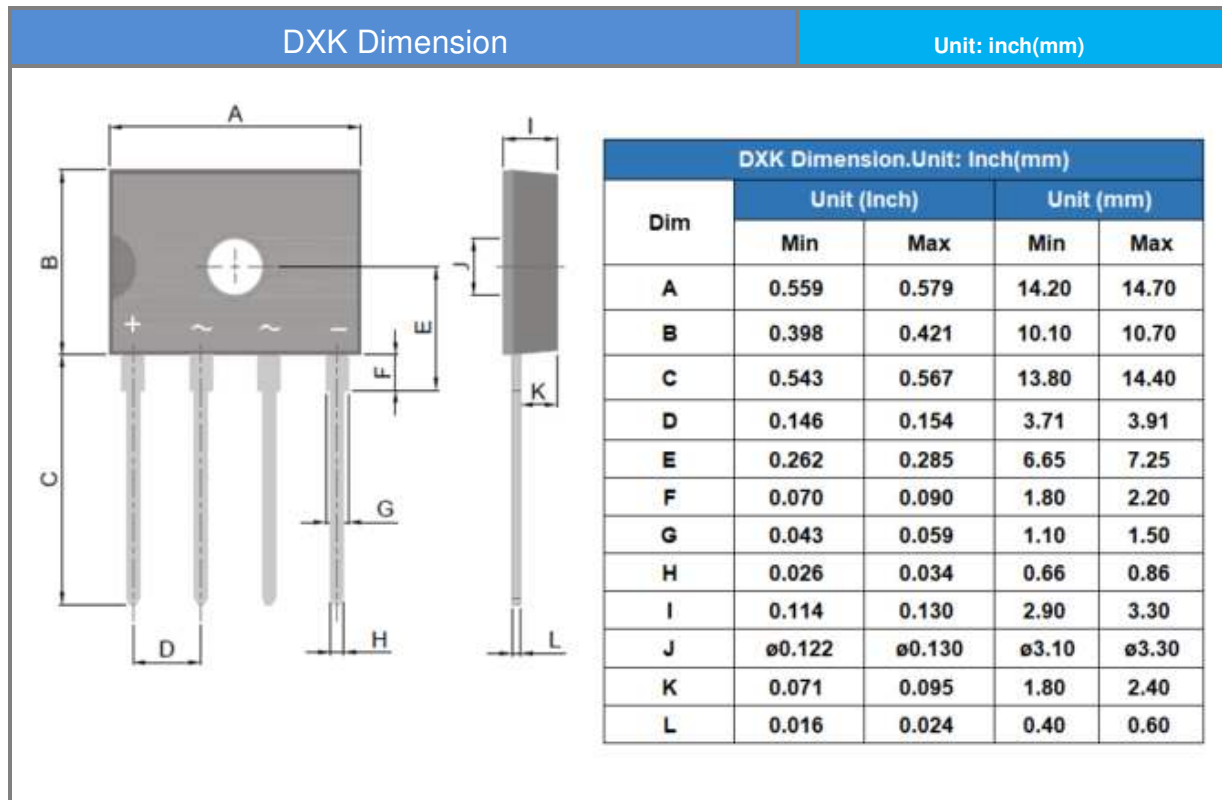 DXK Dimension
Unit: inch(mm)
A
B
+ ~ ~ -
E
F
C
G
D
H
I
J
K
L
DXK Dimension.Unit: Inch(mm)
Dim Unit (Inch) Unit (mm)
Min Max Min Max
A 0.559 0.579 14.20 14.70
B 0.398 0.421 10.10 10.70
C 0.543 0.567 13.80 14.40
D 0.146 0.154 3.71 3.91
E 0.262 0.285 6.65 7.25
F 0.070 0.090 1.80 2.20
G 0.043 0.059 1.10 1.50
H 0.026 0.034 0.66 0.86
I 0.114 0.130 2.90 3.30
J ø0.122 ø0.130 ø3.10 ø3.30
K 0.071 0.095 1.80 2.40
L 0.016 0.024 0.40 0.60